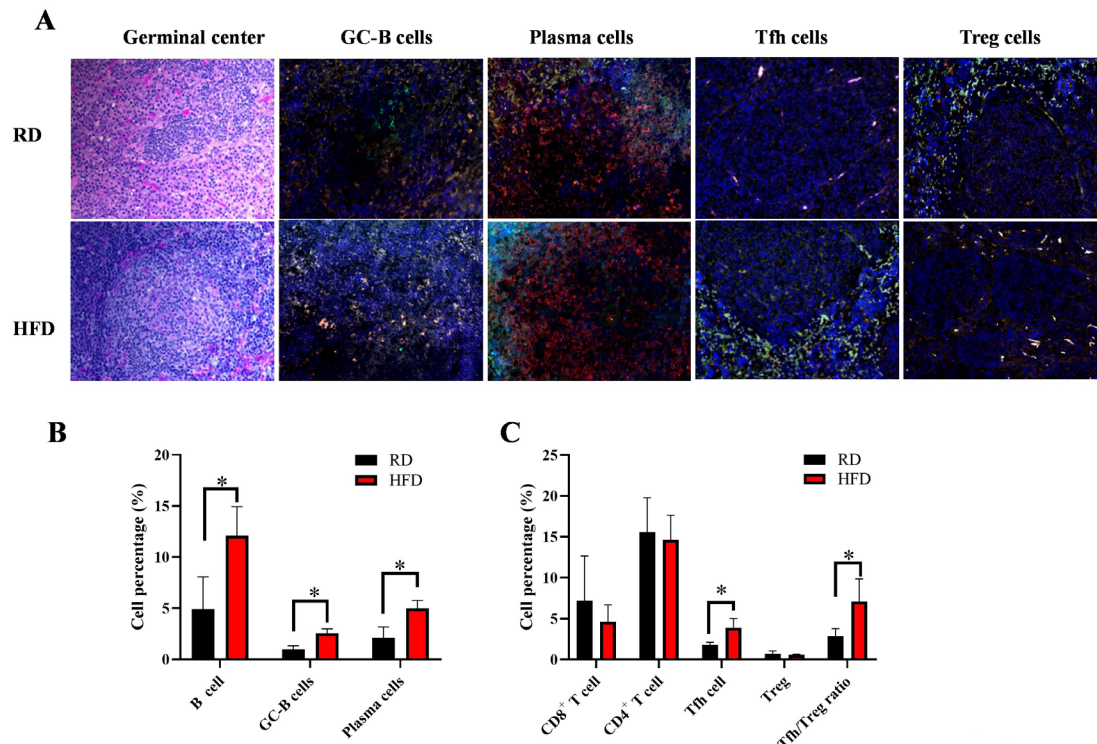 A
Germinal center GC-B cells Plasma cells Tfh cells Treg cells
RD
HFD
B
Cell percentage (%)
20
15
10
5
0
RD
HFD
*
*
*
B cell
GC-B cells
Plasma cells
C
Cell percentage (%)
25
20
15
10
5
0
RD
HFD
*
*
CD8+ T cell
CD4+ T cell
Tfh cell
Treg
Tfh/Treg ratio